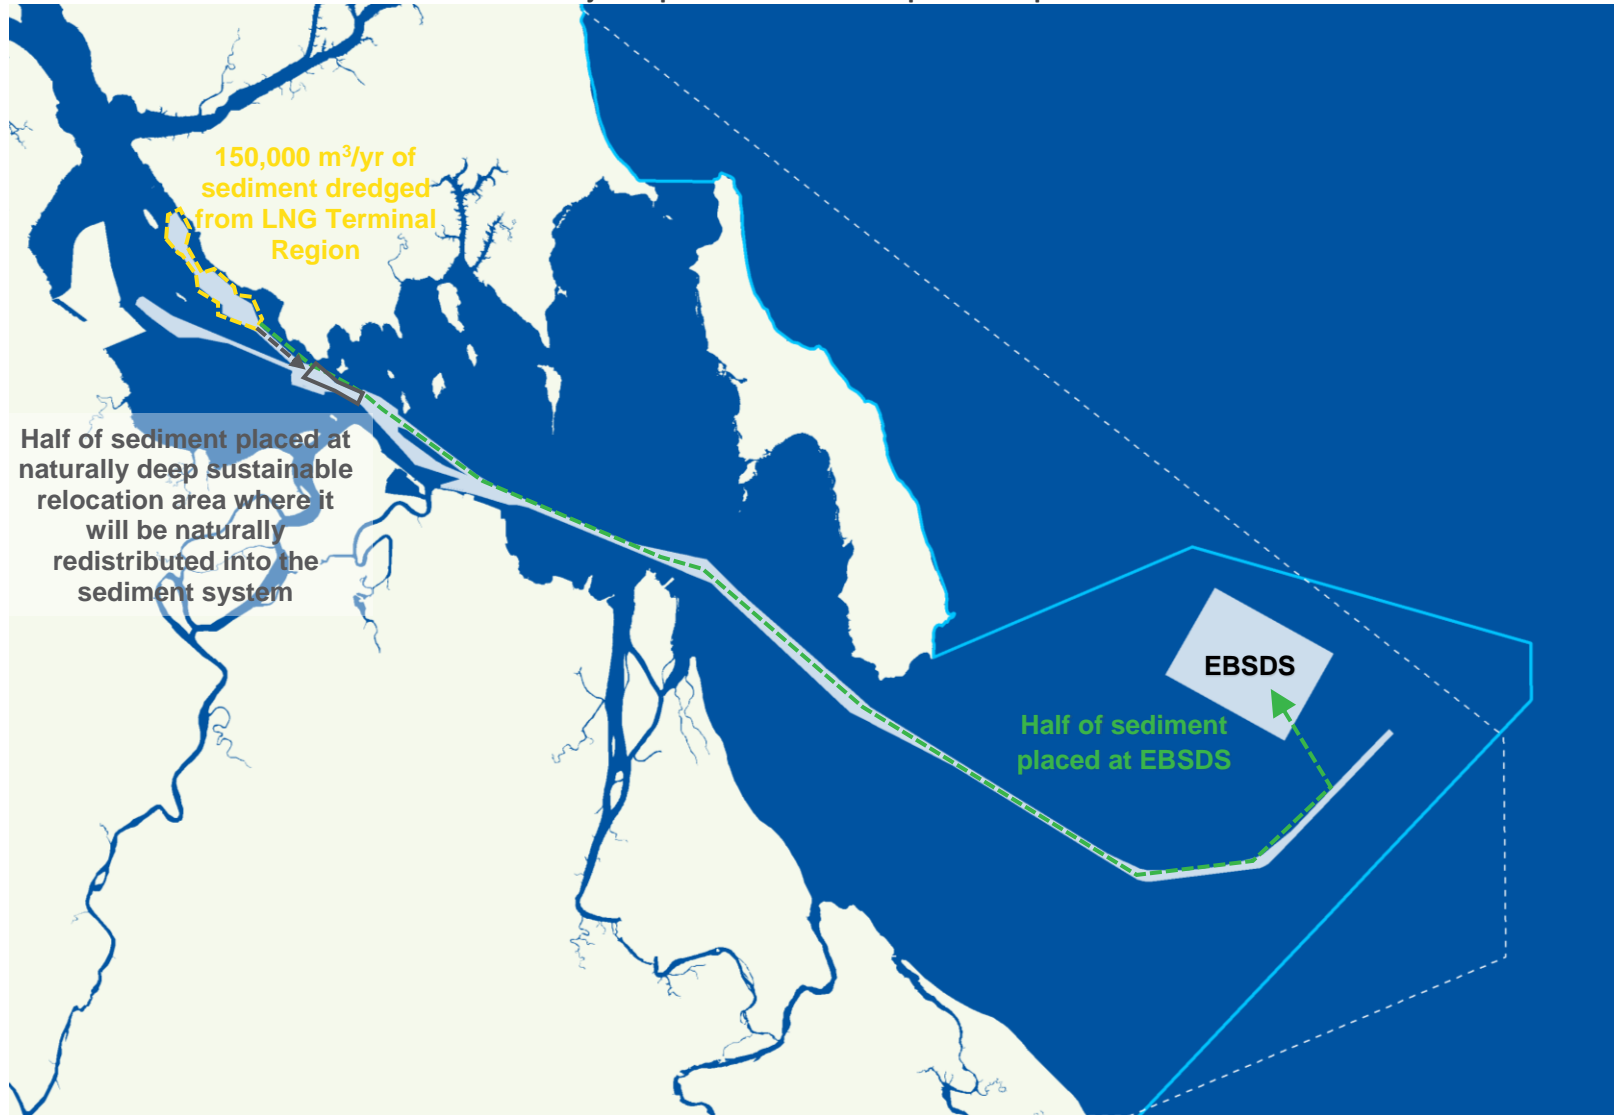 150,000 m³/yr of
sediment dredged
from LNG Terminal
Region
Half of sediment placed at
naturally deep sustainable
relocation area where it
will be naturally
redistributed into the
sediment system
EBSDS
Half of sediment
placed at EBSDS